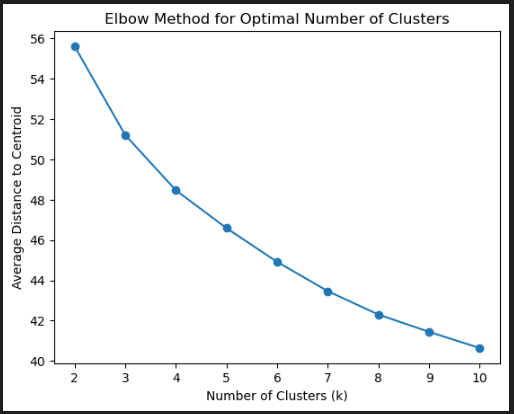 Elbow Method for Optimal Number of Clusters
56
54
52
50
48
46
44
42
40
Average Distance to Centroid
2 3 4 5 6 7 8 9 10
Number of Clusters (k)